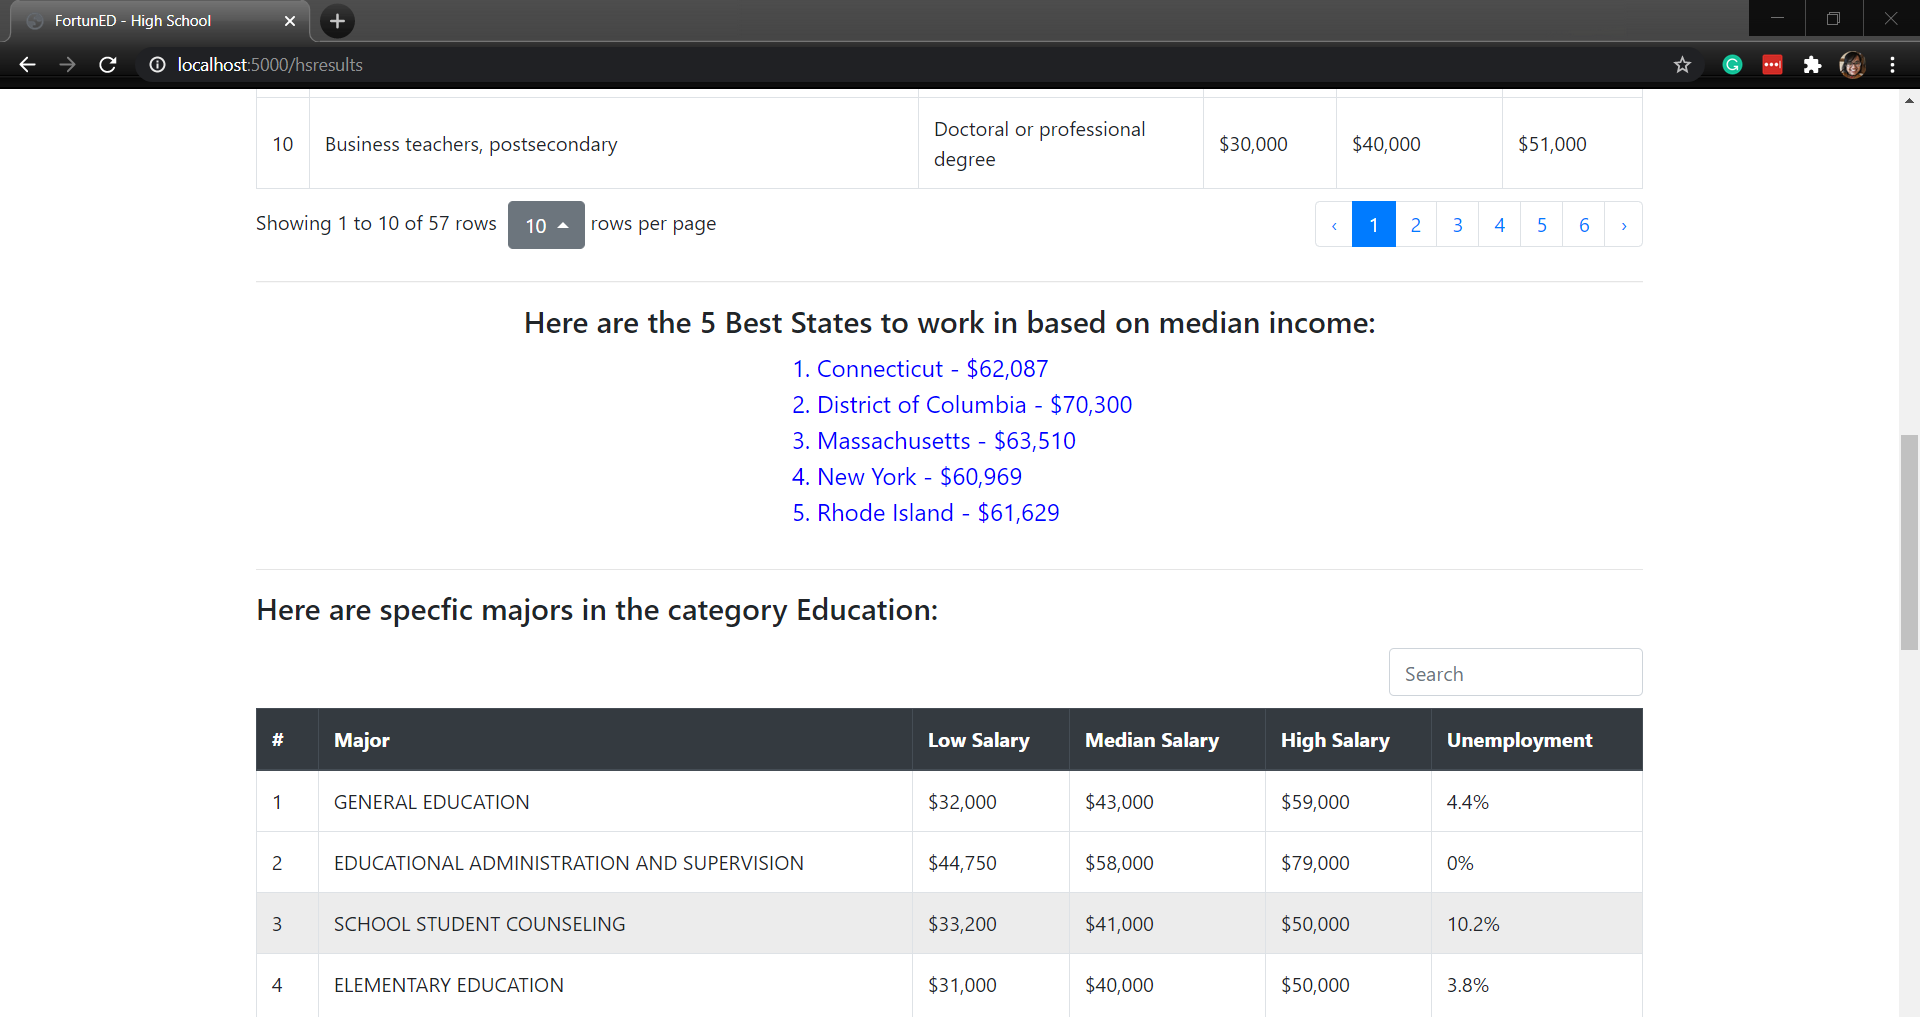 FortunED - High School
localhost:5000/hsresults
10 Business teachers, postsecondary Doctoral or professional degree $30,000 $40,000 $51,000
Showing 1 to 10 of 57 rows 10 rows per page ‹ 1 2 3 4 5 6 ›
Here are the 5 Best States to work in based on median income:
1. Connecticut - $62,087
2. District of Columbia - $70,300
3. Massachusetts - $63,510
4. New York - $60,969
5. Rhode Island - $61,629
Here are specfic majors in the category Education:
Search
# Major Low Salary Median Salary High Salary Unemployment
1 GENERAL EDUCATION $32,000 $43,000 $59,000 4.4%
2 EDUCATIONAL ADMINISTRATION AND SUPERVISION $44,750 $58,000 $79,000 0%
3 SCHOOL STUDENT COUNSELING $33,200 $41,000 $50,000 10.2%
4 ELEMENTARY EDUCATION $31,000 $40,000 $50,000 3.8%